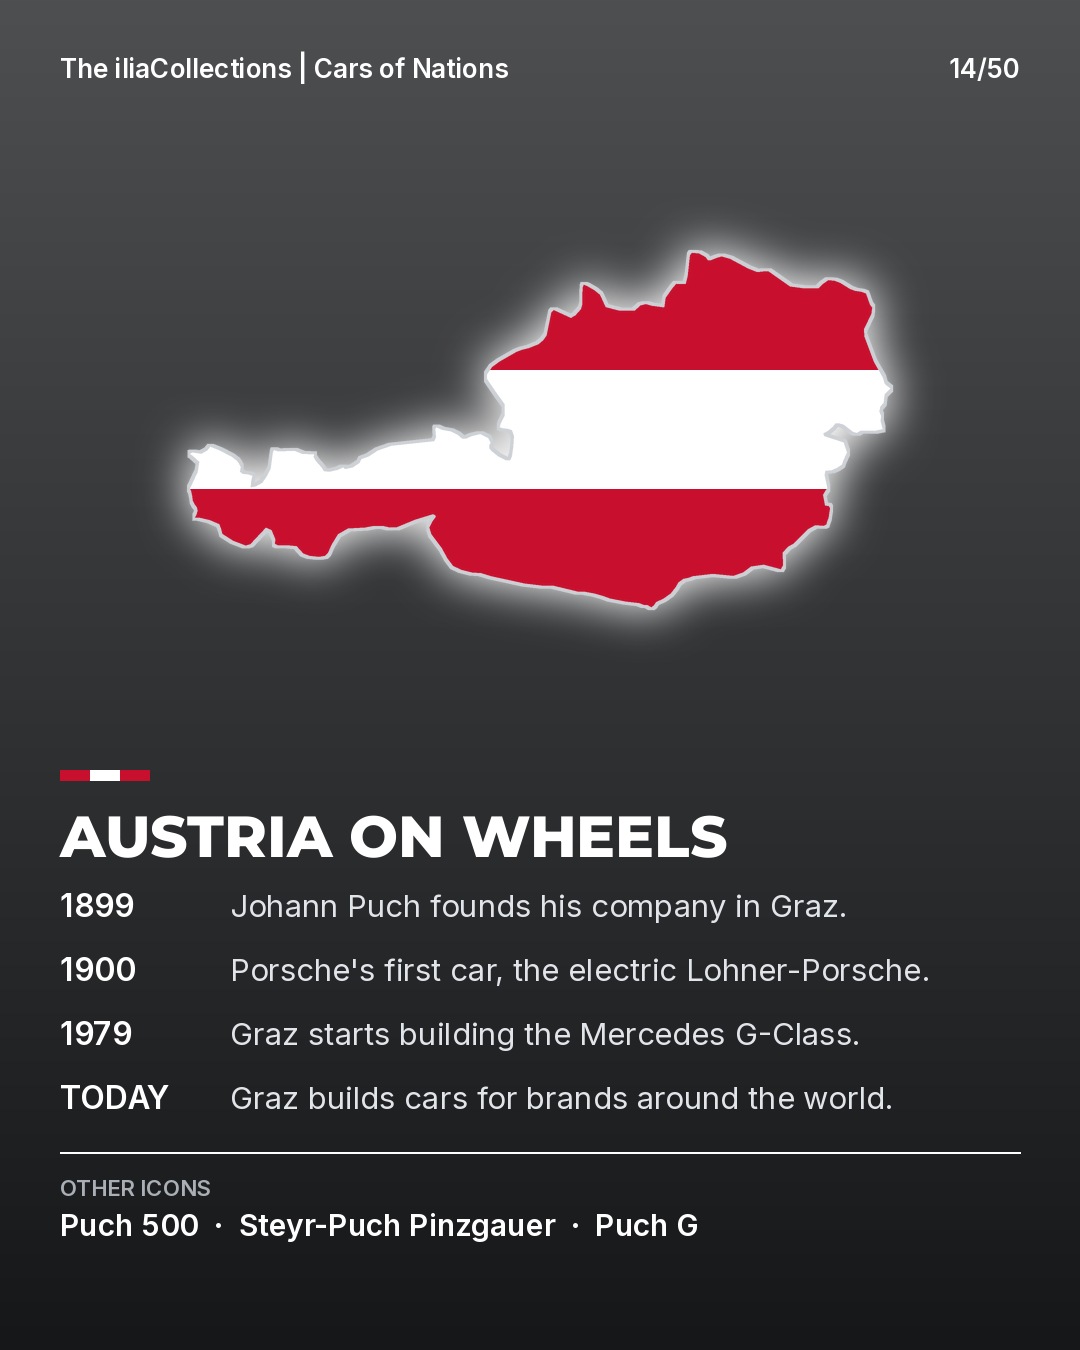 The iliaCollections | Cars of Nations
14/50
AUSTRIA ON WHEELS
1899 Johann Puch founds his company in Graz.
1900 Porsche's first car, the electric Lohner-Porsche.
1979 Graz starts building the Mercedes G-Class.
TODAY Graz builds cars for brands around the world.
OTHER ICONS
Puch 500 · Steyr-Puch Pinzgauer · Puch G